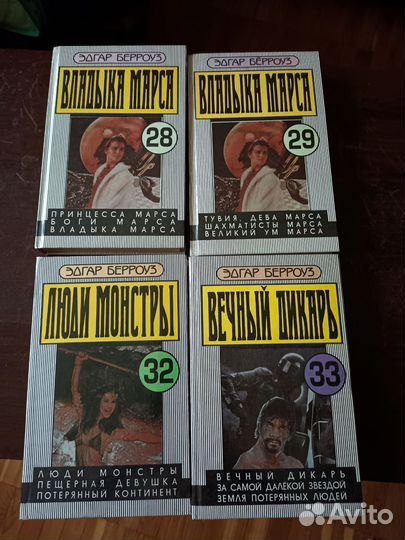 ЭДГАР БЕРРОУЗ
ВЛАДЫКА МАРСА
28
ПРИНЦЕССА МАРСА
БОГИ МАРСА
ВЛАДЫКА МАРСА
ЭДГАР БЕРРОУЗ
ВЛАДЫКА МАРСА
29
ТУВИЯ, ДЕВА МАРСА
ШАХМАТИСТЫ МАРСА
ВЕЛИКИЙ УМ МАРСА
ЭДГАР БЕРРОУЗ
ЛЮДИ МОНСТРЫ
32
ЛЮДИ МОНСТРЫ
ПЕЩЕРНАЯ ДЕВУШКА
ПОТЕРЯННЫЙ КОНТИНЕНТ
ЭДГАР БЕРРОУЗ
ВЕЧНЫЙ ДИКАРЬ
33
ВЕЧНЫЙ ДИКАРЬ
ЗА САМОЙ ДАЛЕКОЙ ЗВЕЗДОЙ
ЗЕМЛЯ ПОТЕРЯННЫХ ЛЮДЕЙ
Avito